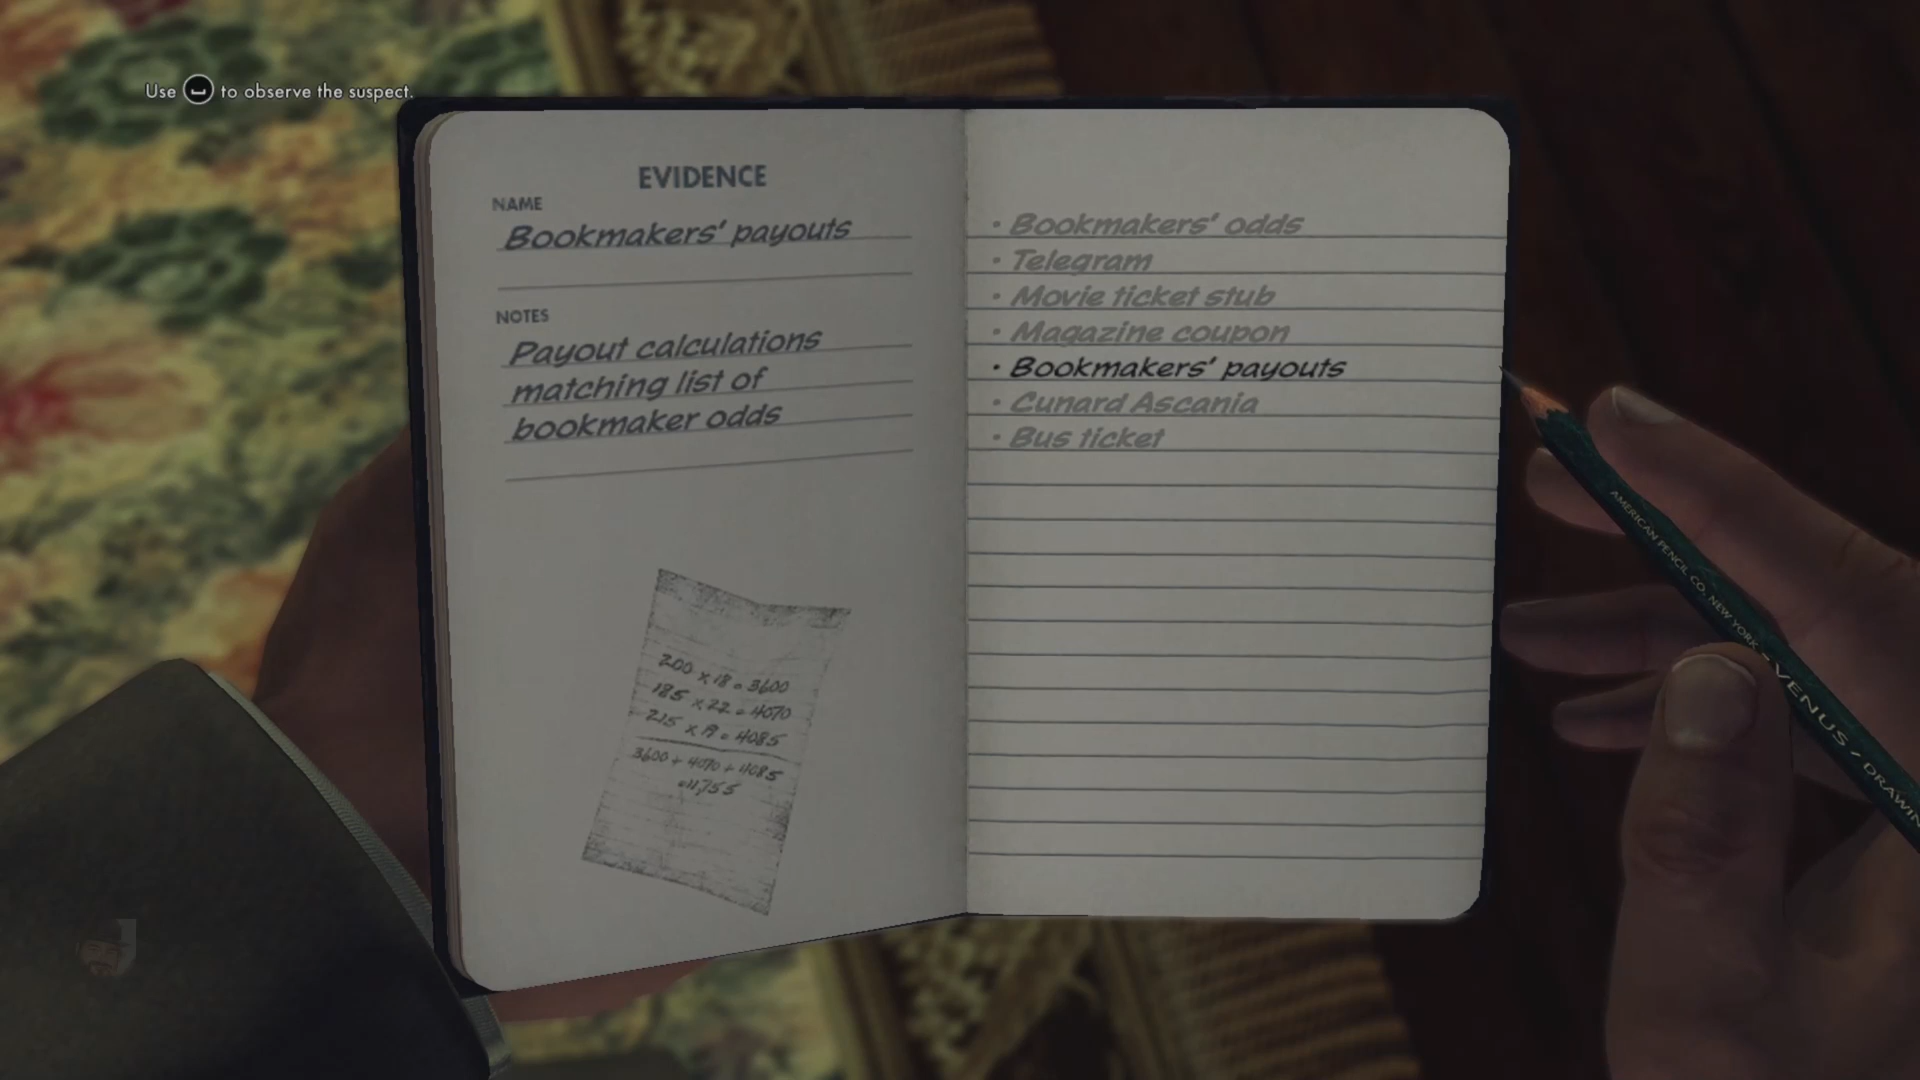 Use to observe the suspect.
EVIDENCE
NAME
Bookmakers' payouts
NOTES
Payout calculations
matching list of
bookmaker odds
200 x 18 = 3600
185 x 22 = 4070
215 x 19 = 4085
3600 + 4070 + 4085
=11755
• Bookmakers' odds
• Telegram
• Movie ticket stub
• Magazine coupon
• Bookmakers' payouts
• Cunard Ascania
• Bus ticket
AMERICAN PENCIL CO. NEW YORK VENUS / DRAWIN